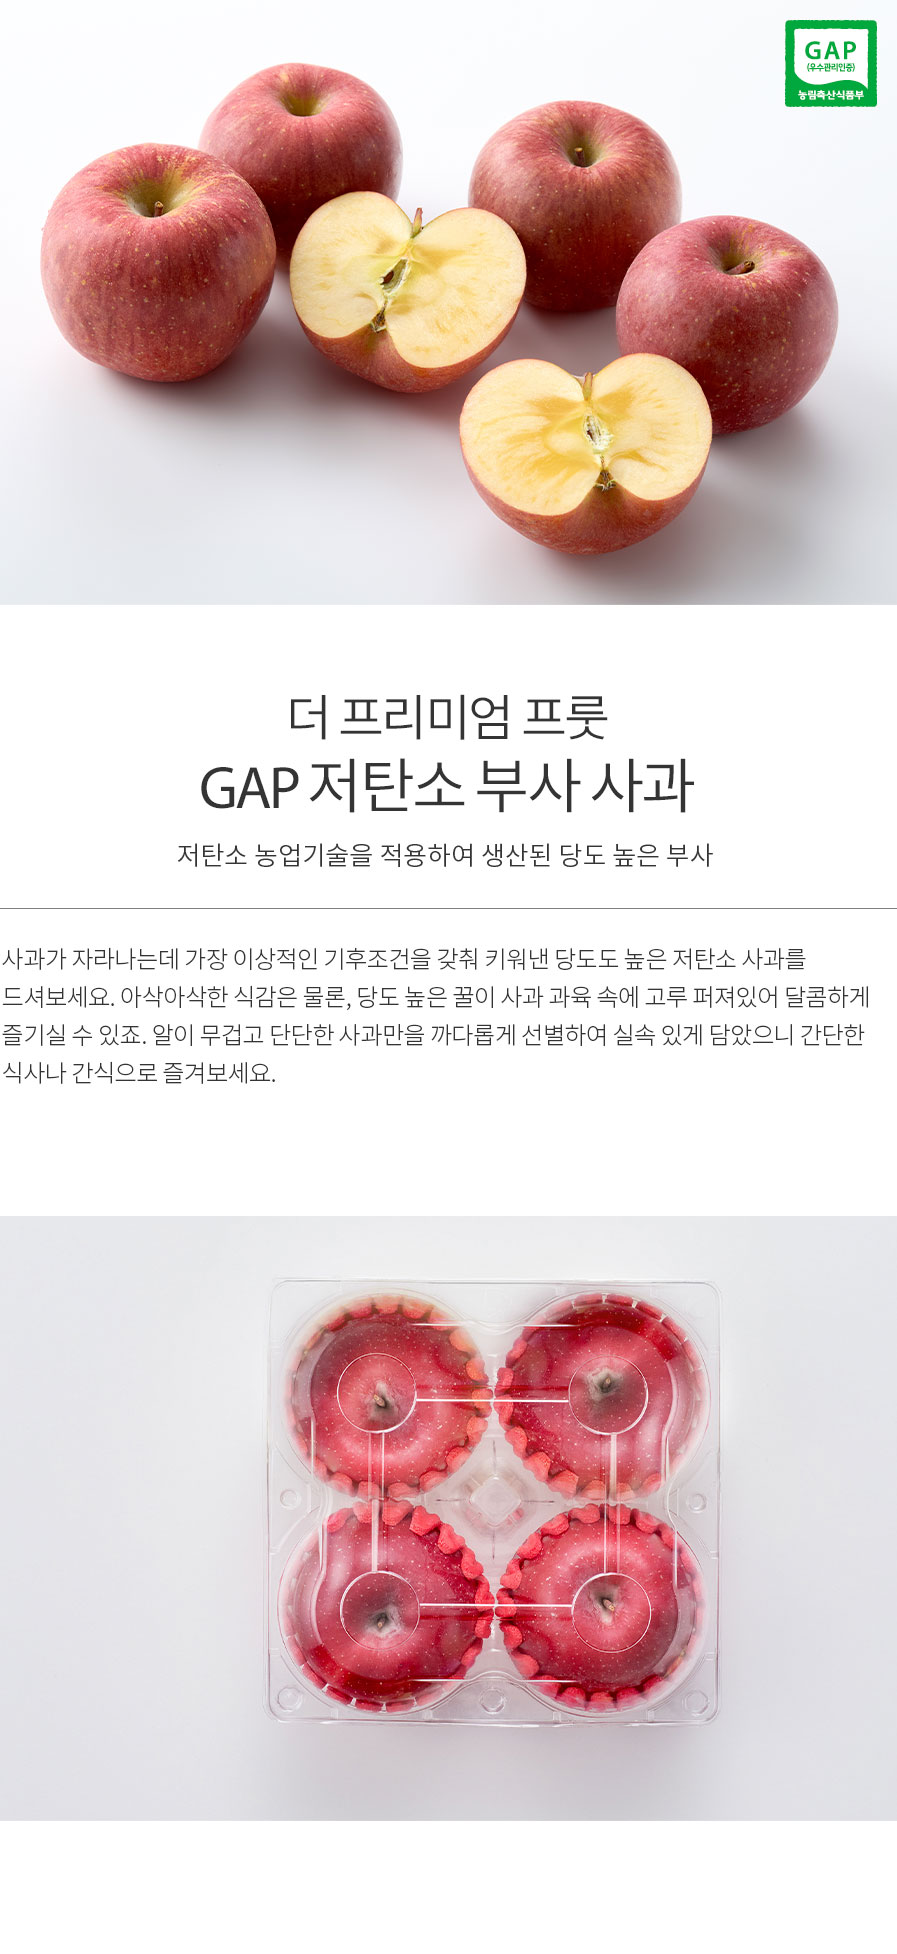 GAP
(우수관리인증)
농림축산식품부
더 프리미엄 프룻
GAP 저탄소 부사 사과
저탄소 농업기술을 적용하여 생산된 당도 높은 부사
사과가 자라나는데 가장 이상적인 기후조건을 갖춰 키워낸 당도도 높은 저탄소 사과를
드셔보세요. 아삭아삭한 식감은 물론, 당도 높은 꿀이 사과 과육 속에 고루 퍼져있어 달콤하게
즐기실 수 있죠. 알이 무겁고 단단한 사과만을 까다롭게 선별하여 실속 있게 담았으니 간단한
식사나 간식으로 즐겨보세요.